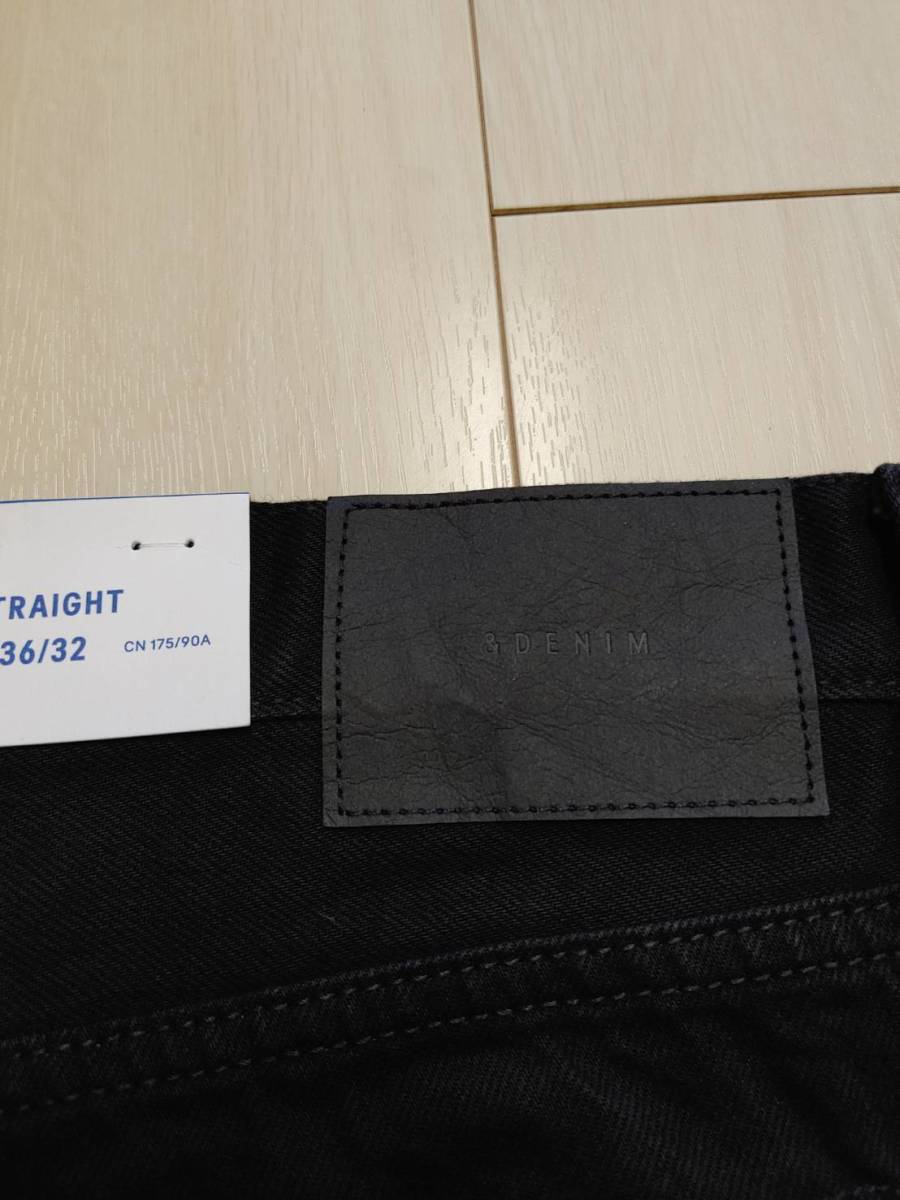 TRAIGHT
36/32 CN 175/90A
&DENIM